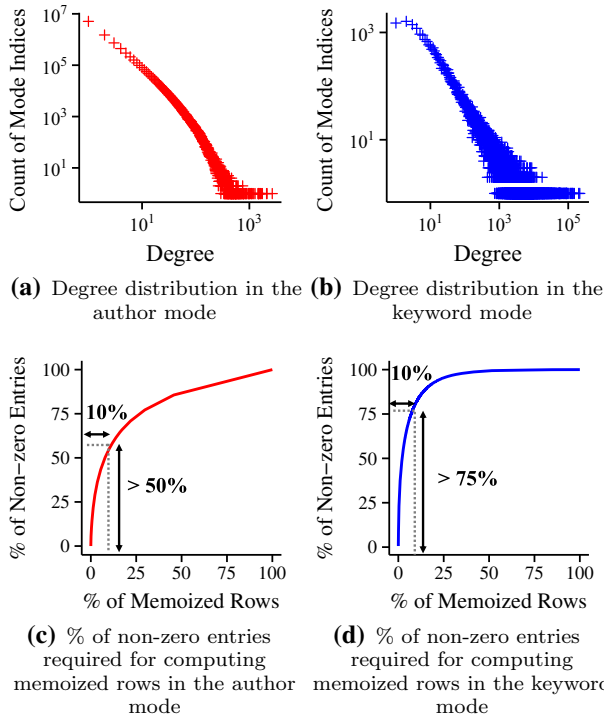 Count of Mode Indices
10^7
10^5
10^3
10^1
10^1
10^3
Degree
(a) Degree distribution in the
author mode
Count of Mode Indices
10^3
10^1
10^1
10^3
10^5
Degree
(b) Degree distribution in the
keyword mode
% of Non−zero Entries
100
75
50
25
0
10%
> 50%
0
25
50
75
100
% of Memoized Rows
(c) % of non-zero entries
required for computing
memoized rows in the author
mode
% of Non−zero Entries
100
75
50
25
0
10%
> 75%
0
25
50
75
100
% of Memoized Rows
(d) % of non-zero entries
required for computing
memoized rows in the keyword
mode